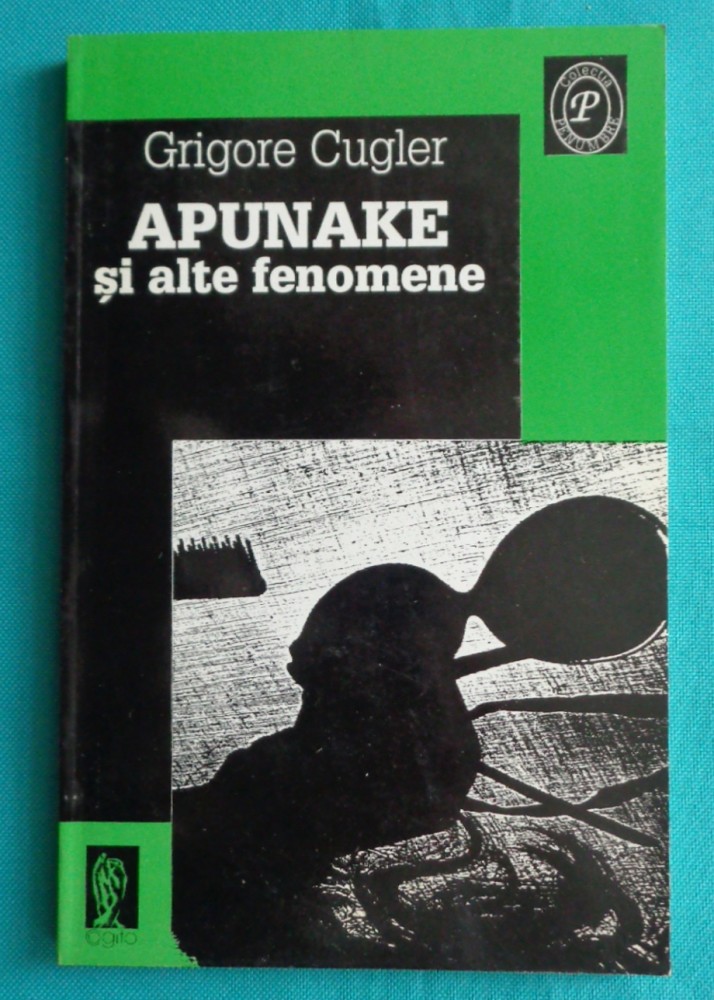 Colecția
P
PENUMBRE
Grigore Cugler
APUNAKE
și alte fenomene
Cogito